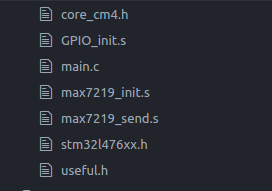 core_cm4.h
GPIO_init.s
main.c
max7219_init.s
max7219_send.s
stm32l476xx.h
useful.h